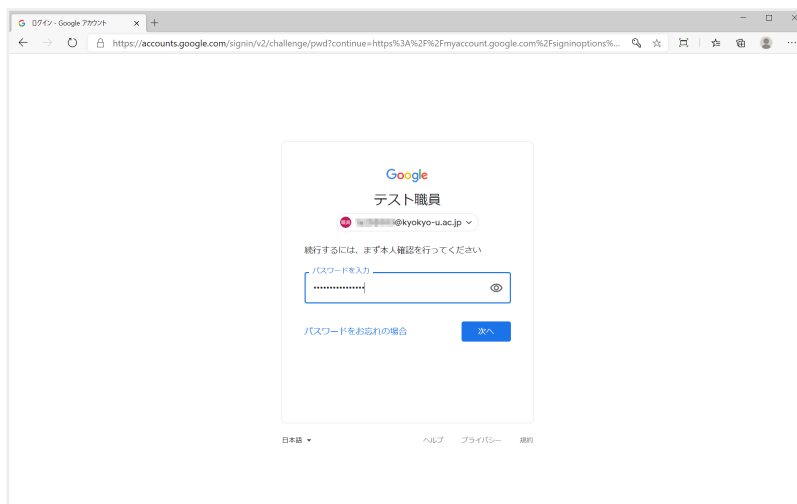 ログイン - Google アカウント
https://accounts.google.com/signin/v2/challenge/pwd?continue=https%3A%2F%2Fmyaccount.google.com%2Fsigninoptions%...
Google
テスト職員
職員 @kyokyo-u.ac.jp
続行するには、まず本人確認を行ってください
パスワードを入力
•••••••••••••••
パスワードをお忘れの場合
次へ
日本語
ヘルプ プライバシー 規約